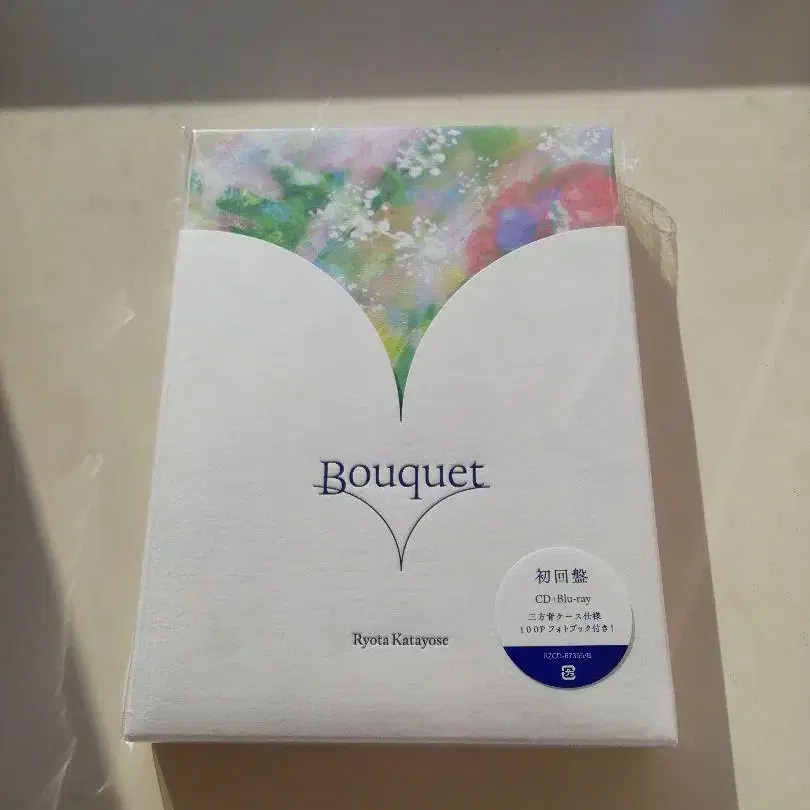 Bouquet
Ryota Katayose
初回盤
CD+Blu-ray
三方背ケース仕様
100Pフォトブック付き!